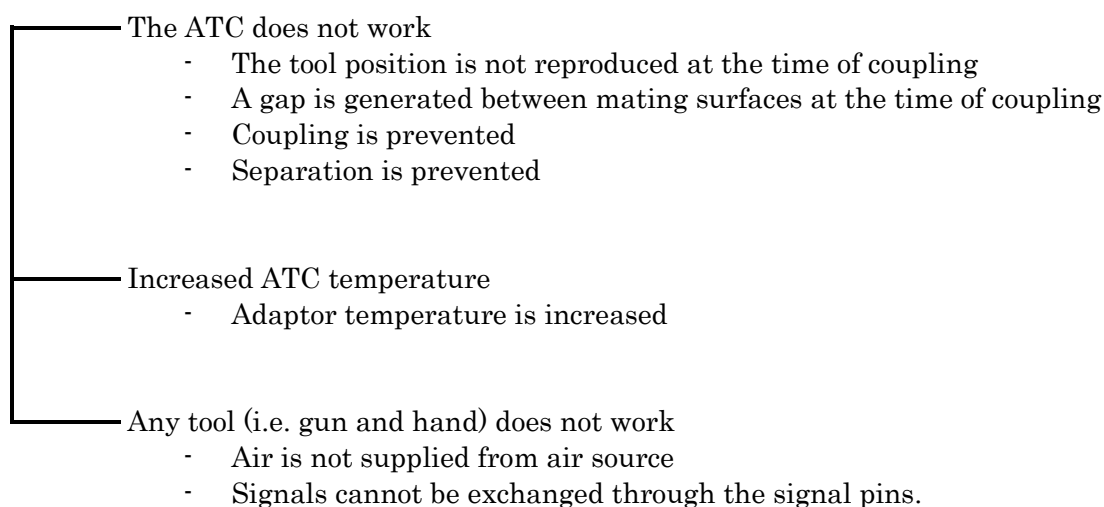 The ATC does not work
- The tool position is not reproduced at the time of coupling
- A gap is generated between mating surfaces at the time of coupling
- Coupling is prevented
- Separation is prevented
Increased ATC temperature
- Adaptor temperature is increased
Any tool (i.e. gun and hand) does not work
- Air is not supplied from air source
- Signals cannot be exchanged through the signal pins.